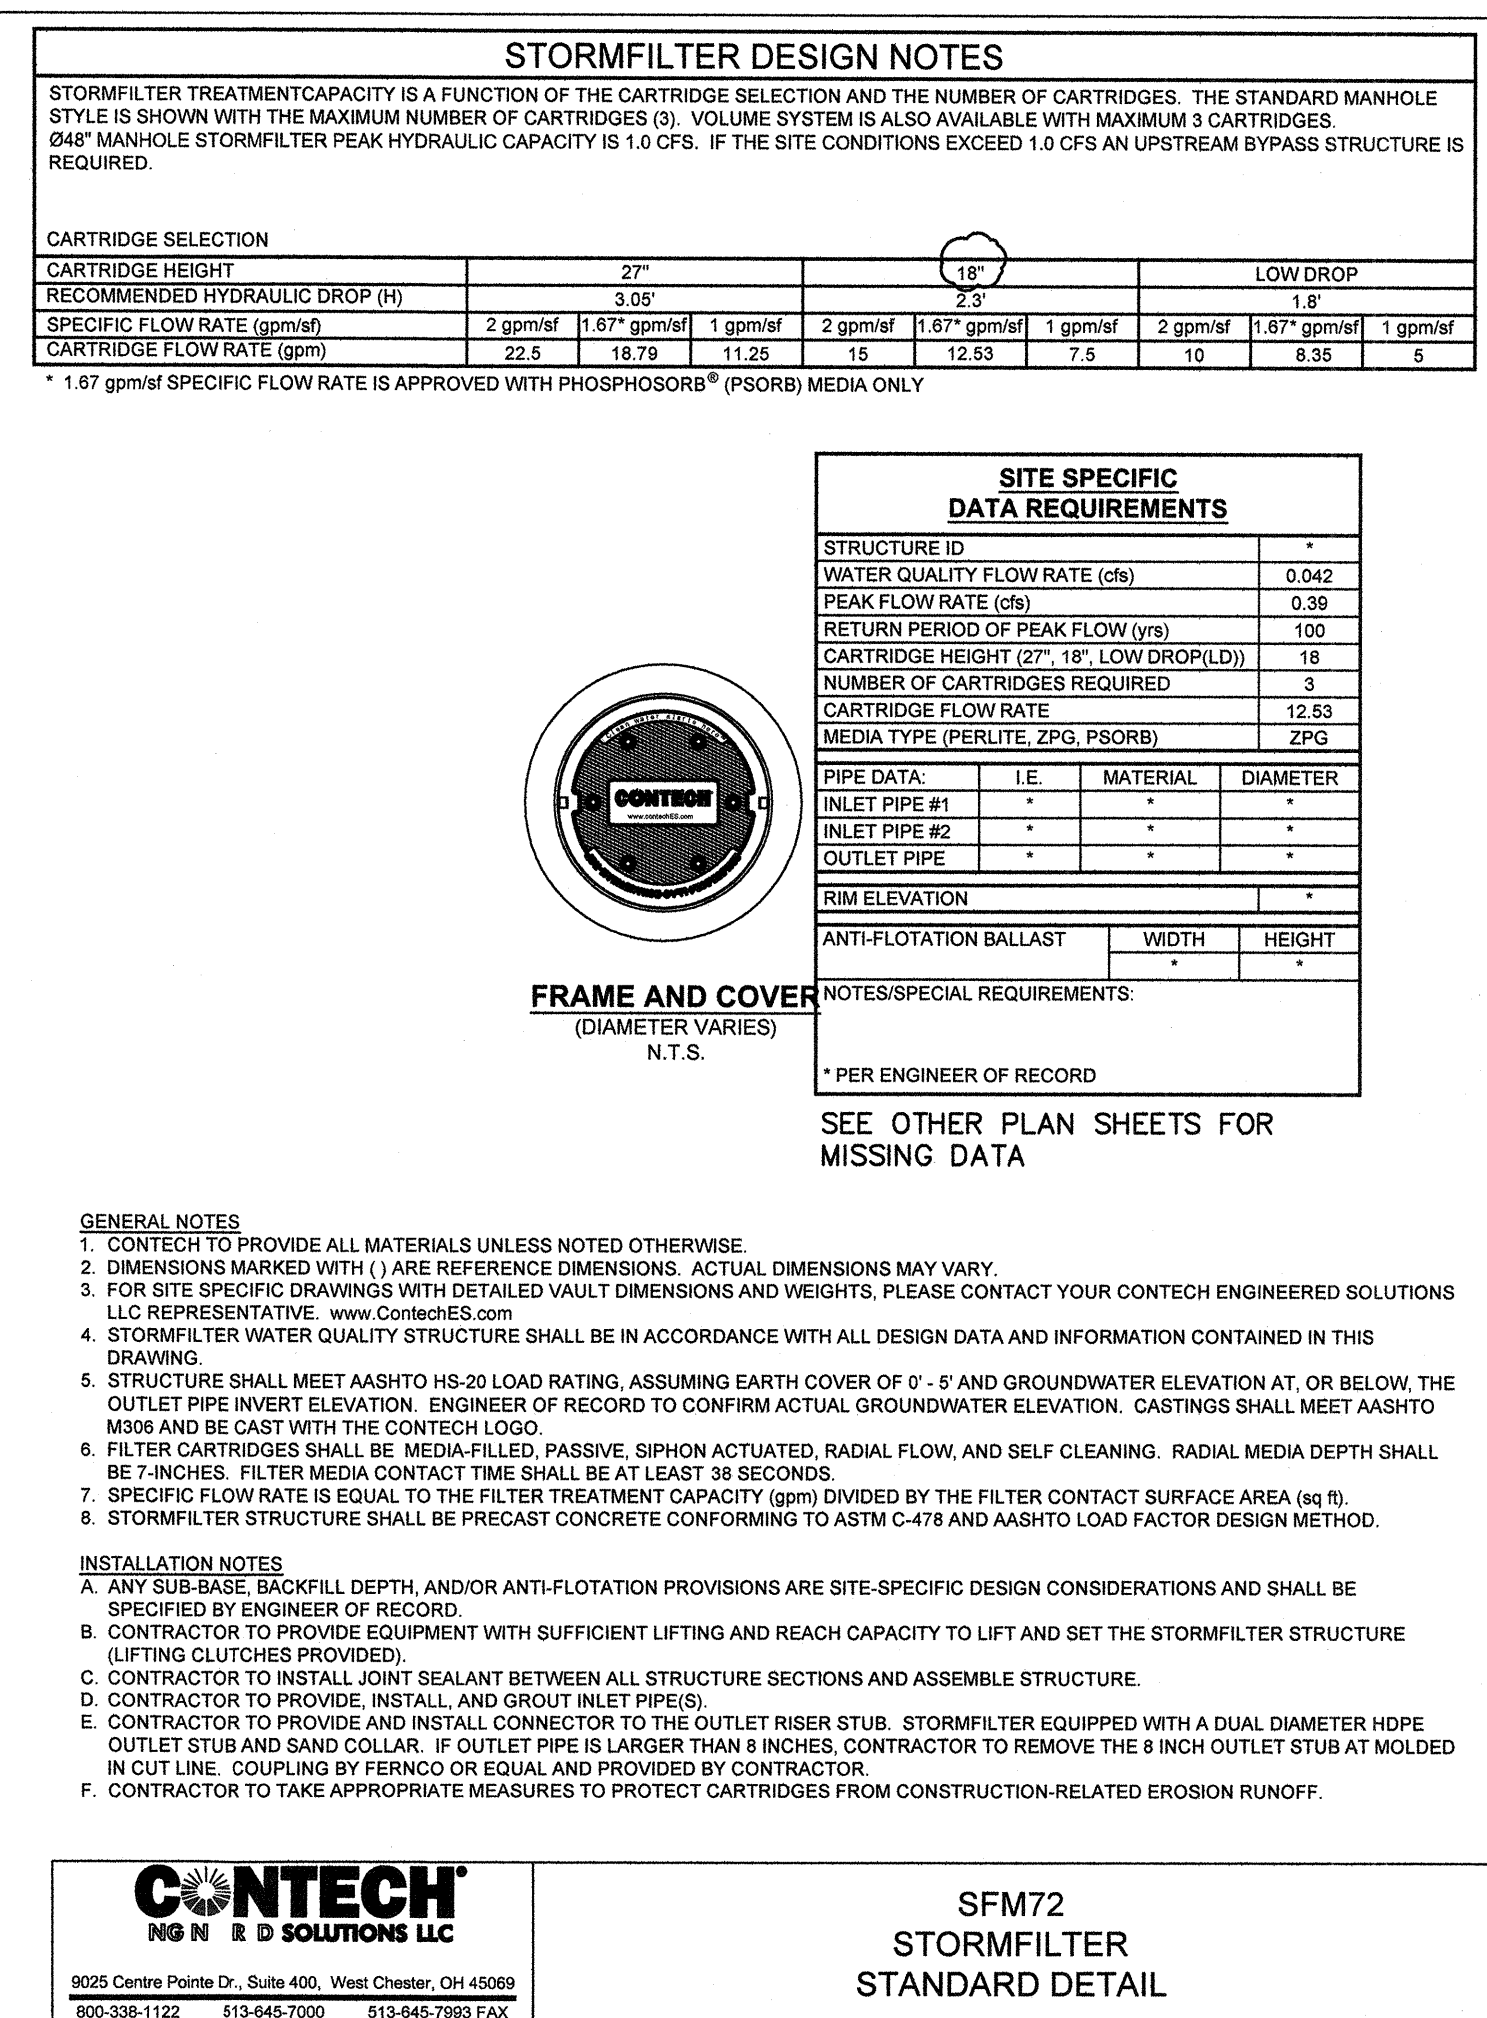 STORMFILTER DESIGN NOTES
STORMFILTER TREATMENTCAPACITY IS A FUNCTION OF THE CARTRIDGE SELECTION AND THE NUMBER OF CARTRIDGES. THE STANDARD MANHOLE
STYLE IS SHOWN WITH THE MAXIMUM NUMBER OF CARTRIDGES (3). VOLUME SYSTEM IS ALSO AVAILABLE WITH MAXIMUM 3 CARTRIDGES.
Ø48" MANHOLE STORMFILTER PEAK HYDRAULIC CAPACITY IS 1.0 CFS. IF THE SITE CONDITIONS EXCEED 1.0 CFS AN UPSTREAM BYPASS STRUCTURE IS
REQUIRED.
CARTRIDGE SELECTION
CARTRIDGE HEIGHT 27" 18" LOW DROP
RECOMMENDED HYDRAULIC DROP (H) 3.05' 2.3' 1.8'
SPECIFIC FLOW RATE (gpm/sf) 2 gpm/sf 1.67* gpm/sf 1 gpm/sf 2 gpm/sf 1.67* gpm/sf 1 gpm/sf 2 gpm/sf 1.67* gpm/sf 1 gpm/sf
CARTRIDGE FLOW RATE (gpm) 22.5 18.79 11.25 15 12.53 7.5 10 8.35 5
* 1.67 gpm/sf SPECIFIC FLOW RATE IS APPROVED WITH PHOSPHOSORB® (PSORB) MEDIA ONLY
SITE SPECIFIC
DATA REQUIREMENTS
STRUCTURE ID *
WATER QUALITY FLOW RATE (cfs) 0.042
PEAK FLOW RATE (cfs) 0.39
RETURN PERIOD OF PEAK FLOW (yrs) 100
CARTRIDGE HEIGHT (27", 18", LOW DROP(LD)) 18
NUMBER OF CARTRIDGES REQUIRED 3
CARTRIDGE FLOW RATE 12.53
MEDIA TYPE (PERLITE, ZPG, PSORB) ZPG
PIPE DATA: I.E. MATERIAL DIAMETER
INLET PIPE #1 * * *
INLET PIPE #2 * * *
OUTLET PIPE * * *
RIM ELEVATION *
ANTI-FLOTATION BALLAST WIDTH HEIGHT
* *
NOTES/SPECIAL REQUIREMENTS:
* PER ENGINEER OF RECORD
CONTECH
www.contechES.com
FRAME AND COVER
(DIAMETER VARIES)
N.T.S.
SEE OTHER PLAN SHEETS FOR
MISSING DATA
GENERAL NOTES
1. CONTECH TO PROVIDE ALL MATERIALS UNLESS NOTED OTHERWISE.
2. DIMENSIONS MARKED WITH ( ) ARE REFERENCE DIMENSIONS. ACTUAL DIMENSIONS MAY VARY.
3. FOR SITE SPECIFIC DRAWINGS WITH DETAILED VAULT DIMENSIONS AND WEIGHTS, PLEASE CONTACT YOUR CONTECH ENGINEERED SOLUTIONS
LLC REPRESENTATIVE. www.ContechES.com
4. STORMFILTER WATER QUALITY STRUCTURE SHALL BE IN ACCORDANCE WITH ALL DESIGN DATA AND INFORMATION CONTAINED IN THIS
DRAWING.
5. STRUCTURE SHALL MEET AASHTO HS-20 LOAD RATING, ASSUMING EARTH COVER OF 0' - 5' AND GROUNDWATER ELEVATION AT, OR BELOW, THE
OUTLET PIPE INVERT ELEVATION. ENGINEER OF RECORD TO CONFIRM ACTUAL GROUNDWATER ELEVATION. CASTINGS SHALL MEET AASHTO
M306 AND BE CAST WITH THE CONTECH LOGO.
6. FILTER CARTRIDGES SHALL BE MEDIA-FILLED, PASSIVE, SIPHON ACTUATED, RADIAL FLOW, AND SELF CLEANING. RADIAL MEDIA DEPTH SHALL
BE 7-INCHES. FILTER MEDIA CONTACT TIME SHALL BE AT LEAST 38 SECONDS.
7. SPECIFIC FLOW RATE IS EQUAL TO THE FILTER TREATMENT CAPACITY (gpm) DIVIDED BY THE FILTER CONTACT SURFACE AREA (sq ft).
8. STORMFILTER STRUCTURE SHALL BE PRECAST CONCRETE CONFORMING TO ASTM C-478 AND AASHTO LOAD FACTOR DESIGN METHOD.
INSTALLATION NOTES
A. ANY SUB-BASE, BACKFILL DEPTH, AND/OR ANTI-FLOTATION PROVISIONS ARE SITE-SPECIFIC DESIGN CONSIDERATIONS AND SHALL BE
SPECIFIED BY ENGINEER OF RECORD.
B. CONTRACTOR TO PROVIDE EQUIPMENT WITH SUFFICIENT LIFTING AND REACH CAPACITY TO LIFT AND SET THE STORMFILTER STRUCTURE
(LIFTING CLUTCHES PROVIDED).
C. CONTRACTOR TO INSTALL JOINT SEALANT BETWEEN ALL STRUCTURE SECTIONS AND ASSEMBLE STRUCTURE.
D. CONTRACTOR TO PROVIDE, INSTALL, AND GROUT INLET PIPE(S).
E. CONTRACTOR TO PROVIDE AND INSTALL CONNECTOR TO THE OUTLET RISER STUB. STORMFILTER EQUIPPED WITH A DUAL DIAMETER HDPE
OUTLET STUB AND SAND COLLAR. IF OUTLET PIPE IS LARGER THAN 8 INCHES, CONTRACTOR TO REMOVE THE 8 INCH OUTLET STUB AT MOLDED
IN CUT LINE. COUPLING BY FERNCO OR EQUAL AND PROVIDED BY CONTRACTOR.
F. CONTRACTOR TO TAKE APPROPRIATE MEASURES TO PROTECT CARTRIDGES FROM CONSTRUCTION-RELATED EROSION RUNOFF.
CONTECH
NG N R D SOLUTIONS LLC
9025 Centre Pointe Dr., Suite 400, West Chester, OH 45069
800-338-1122 513-645-7000 513-645-7993 FAX
SFM72
STORMFILTER
STANDARD DETAIL